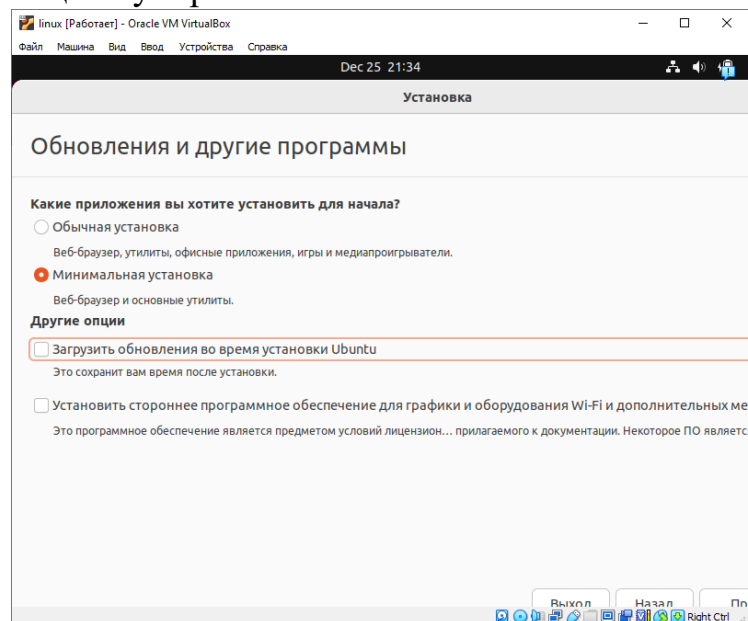 linux [Работает] - Oracle VM VirtualBox
Файл Машина Вид Ввод Устройства Справка
Dec 25 21:34
Установка
Обновления и другие программы
Какие приложения вы хотите установить для начала?
Обычная установка
Веб-браузер, утилиты, офисные приложения, игры и медиапроигрыватели.
Минимальная установка
Веб-браузер и основные утилиты.
Другие опции
Загрузить обновления во время установки Ubuntu
Это сохранит вам время после установки.
Установить стороннее программное обеспечение для графики и оборудования Wi-Fi и дополнительных ме
Это программное обеспечение является предметом условий лицензион… прилагаемого к документации. Некоторое ПО являетс
Выход Назад Пр
Right Ctrl